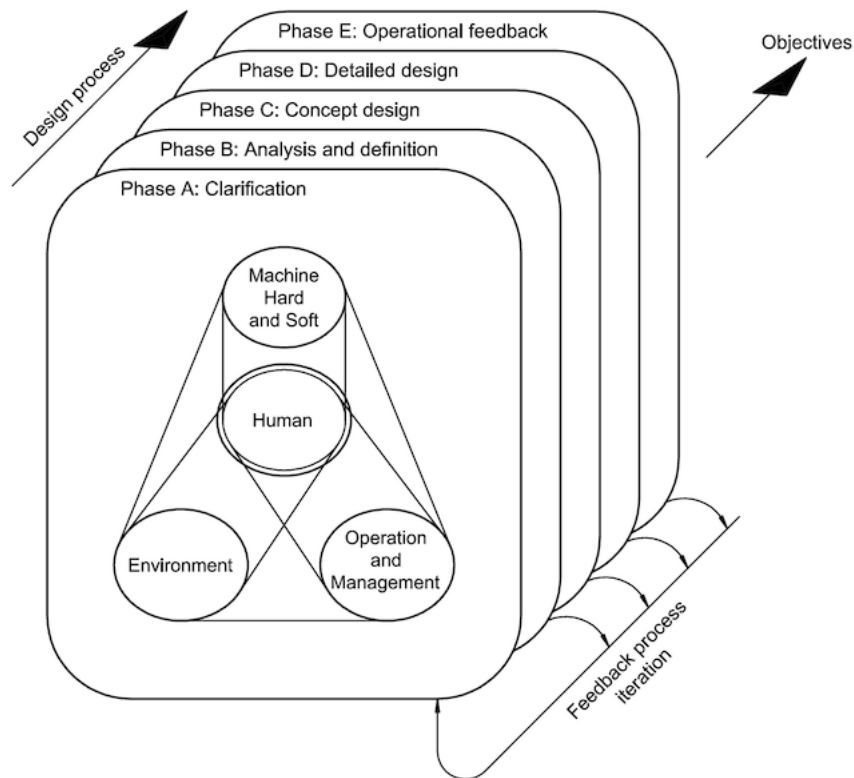 Design process
Objectives
Phase E: Operational feedback
Phase D: Detailed design
Phase C: Concept design
Phase B: Analysis and definition
Phase A: Clarification
Machine
Hard
and Soft
Human
Environment
Operation
and
Management
Feedback process
iteration